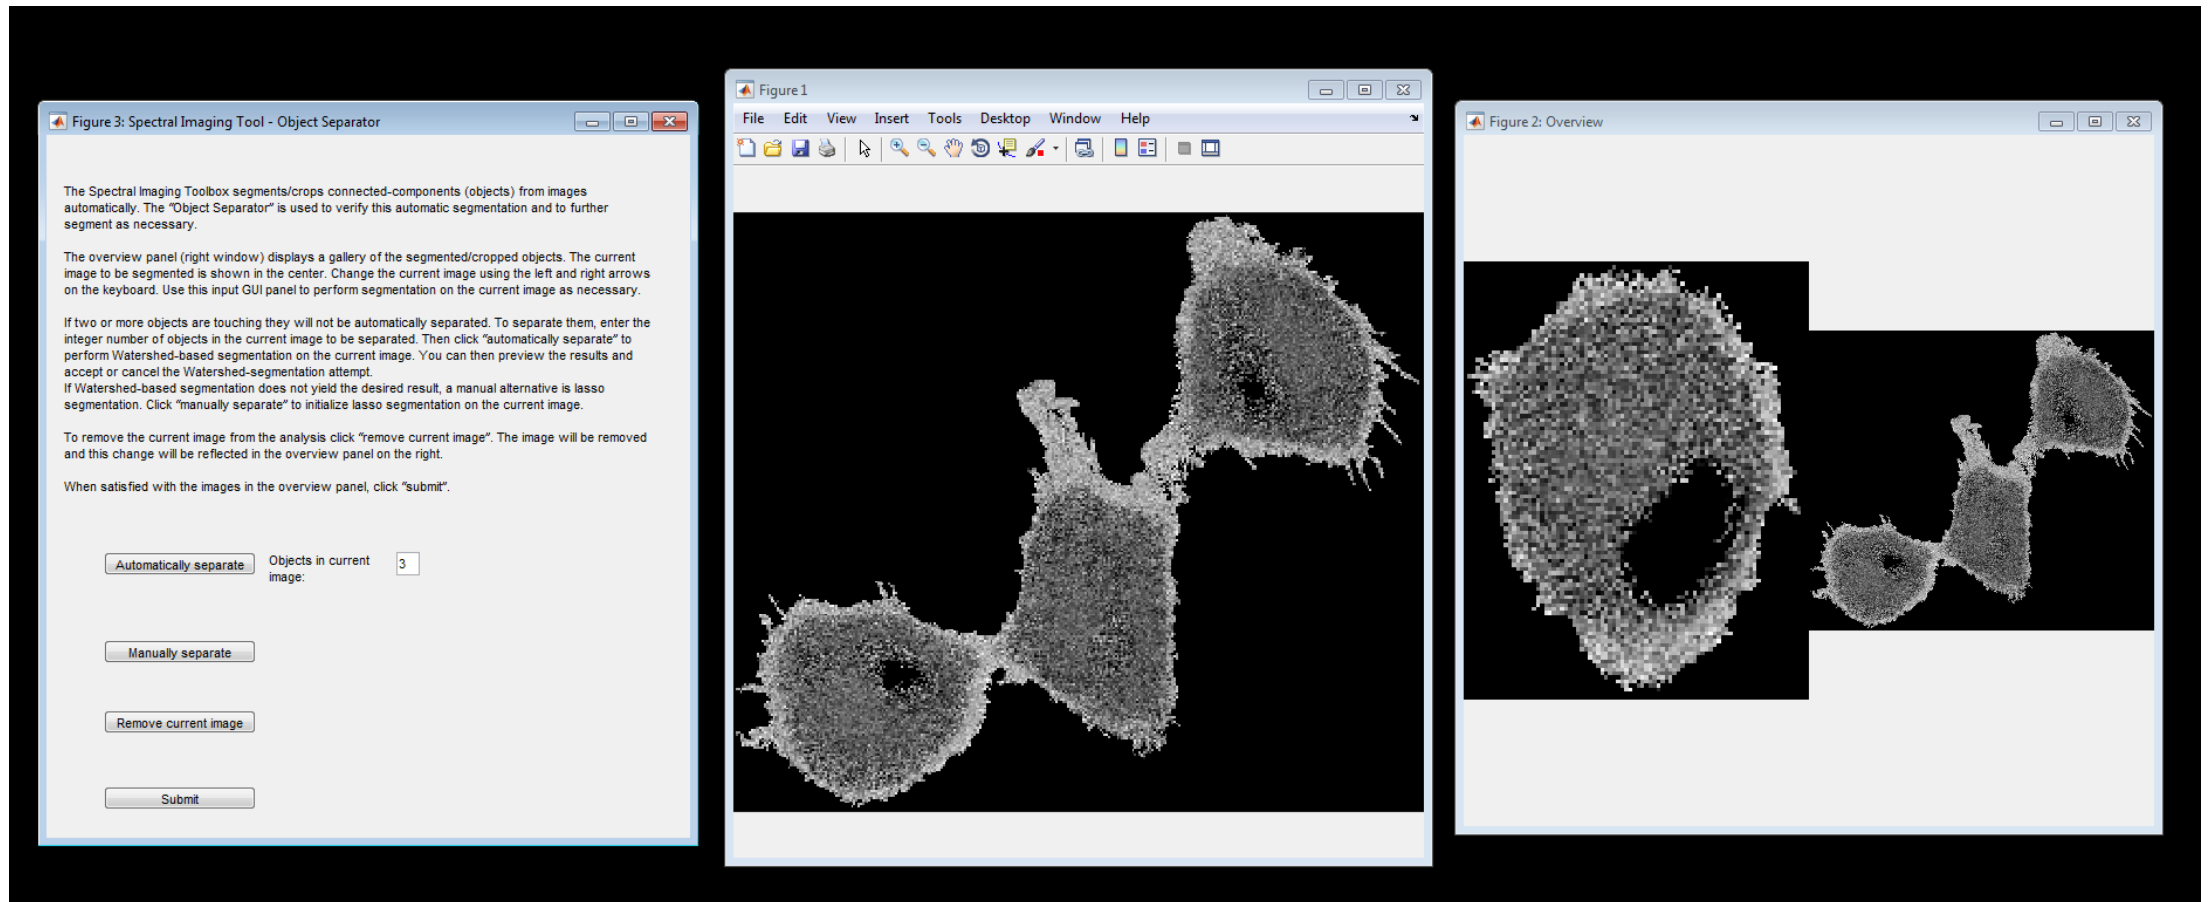 Figure 3: Spectral Imaging Tool - Object Separator
The Spectral Imaging Toolbox segments/crops connected-components (objects) from images
automatically. The "Object Separator" is used to verify this automatic segmentation and to further
segment as necessary.
The overview panel (right window) displays a gallery of the segmented/cropped objects. The current
image to be segmented is shown in the center. Change the current image using the left and right arrows
on the keyboard. Use this input GUI panel to perform segmentation on the current image as necessary.
If two or more objects are touching they will not be automatically separated. To separate them, enter the
integer number of objects in the current image to be separated. Then click "automatically separate" to
perform Watershed-based segmentation on the current image. You can then preview the results and
accept or cancel the Watershed-segmentation attempt.
If Watershed-based segmentation does not yield the desired result, a manual alternative is lasso
segmentation. Click "manually separate" to initialize lasso segmentation on the current image.
To remove the current image from the analysis click "remove current image". The image will be removed
and this change will be reflected in the overview panel on the right.
When satisfied with the images in the overview panel, click "submit".
Automatically separate
Objects in current
image:
3
Manually separate
Remove current image
Submit
Figure 1
File Edit View Insert Tools Desktop Window Help
Figure 2: Overview